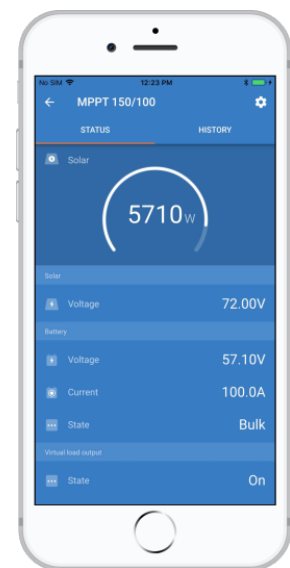 No SIM 12:23 PM
MPPT 150/100
STATUS HISTORY
Solar
5710W
Solar
Voltage 72.00V
Battery
Voltage 57.10V
Current 100.0A
State Bulk
Virtual load output
State On